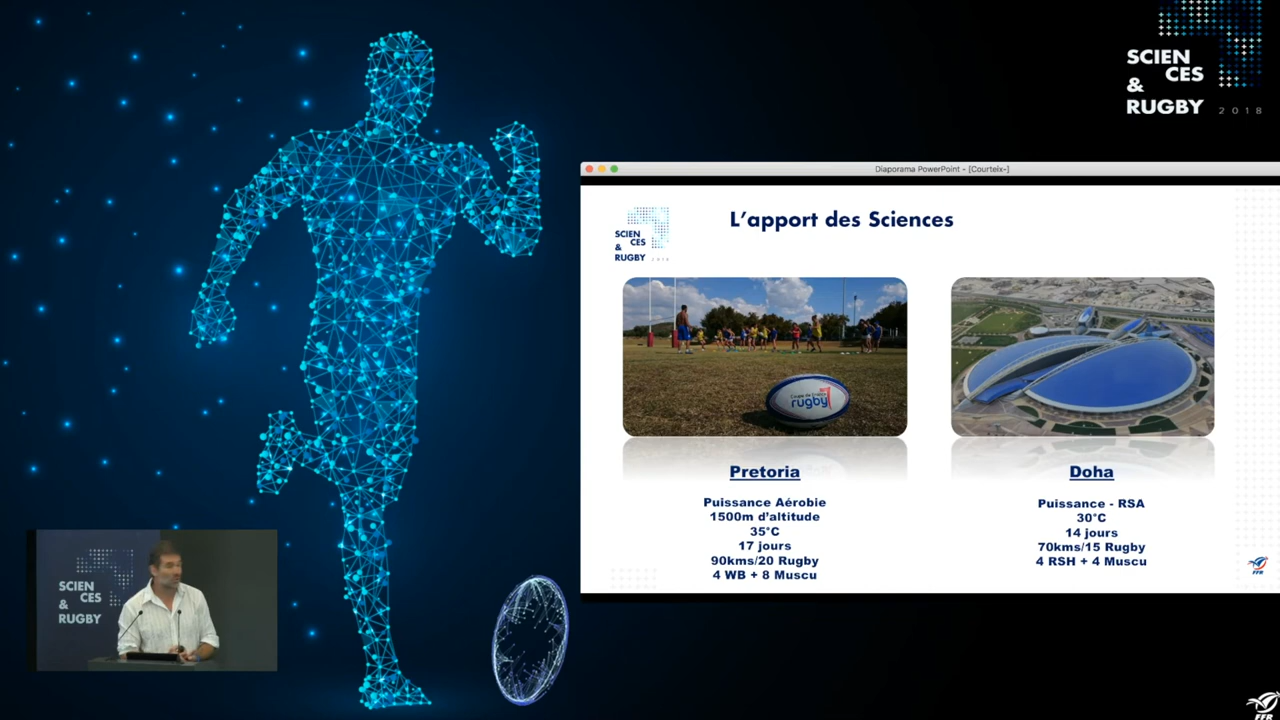 SCIEN
CES
&
RUGBY 2018
Diaporama PowerPoint - [Courteix-]
L'apport des Sciences
SCIEN
CES
&
RUGBY 2018
Coupe de France
rugby
Pretoria
Puissance Aérobie
1500m d'altitude
35°C
17 jours
90kms/20 Rugby
4 WB + 8 Muscu
Doha
Puissance - RSA
30°C
14 jours
70kms/15 Rugby
4 RSH + 4 Muscu
FFR
SCIEN
CES
&
RUGBY
FFR